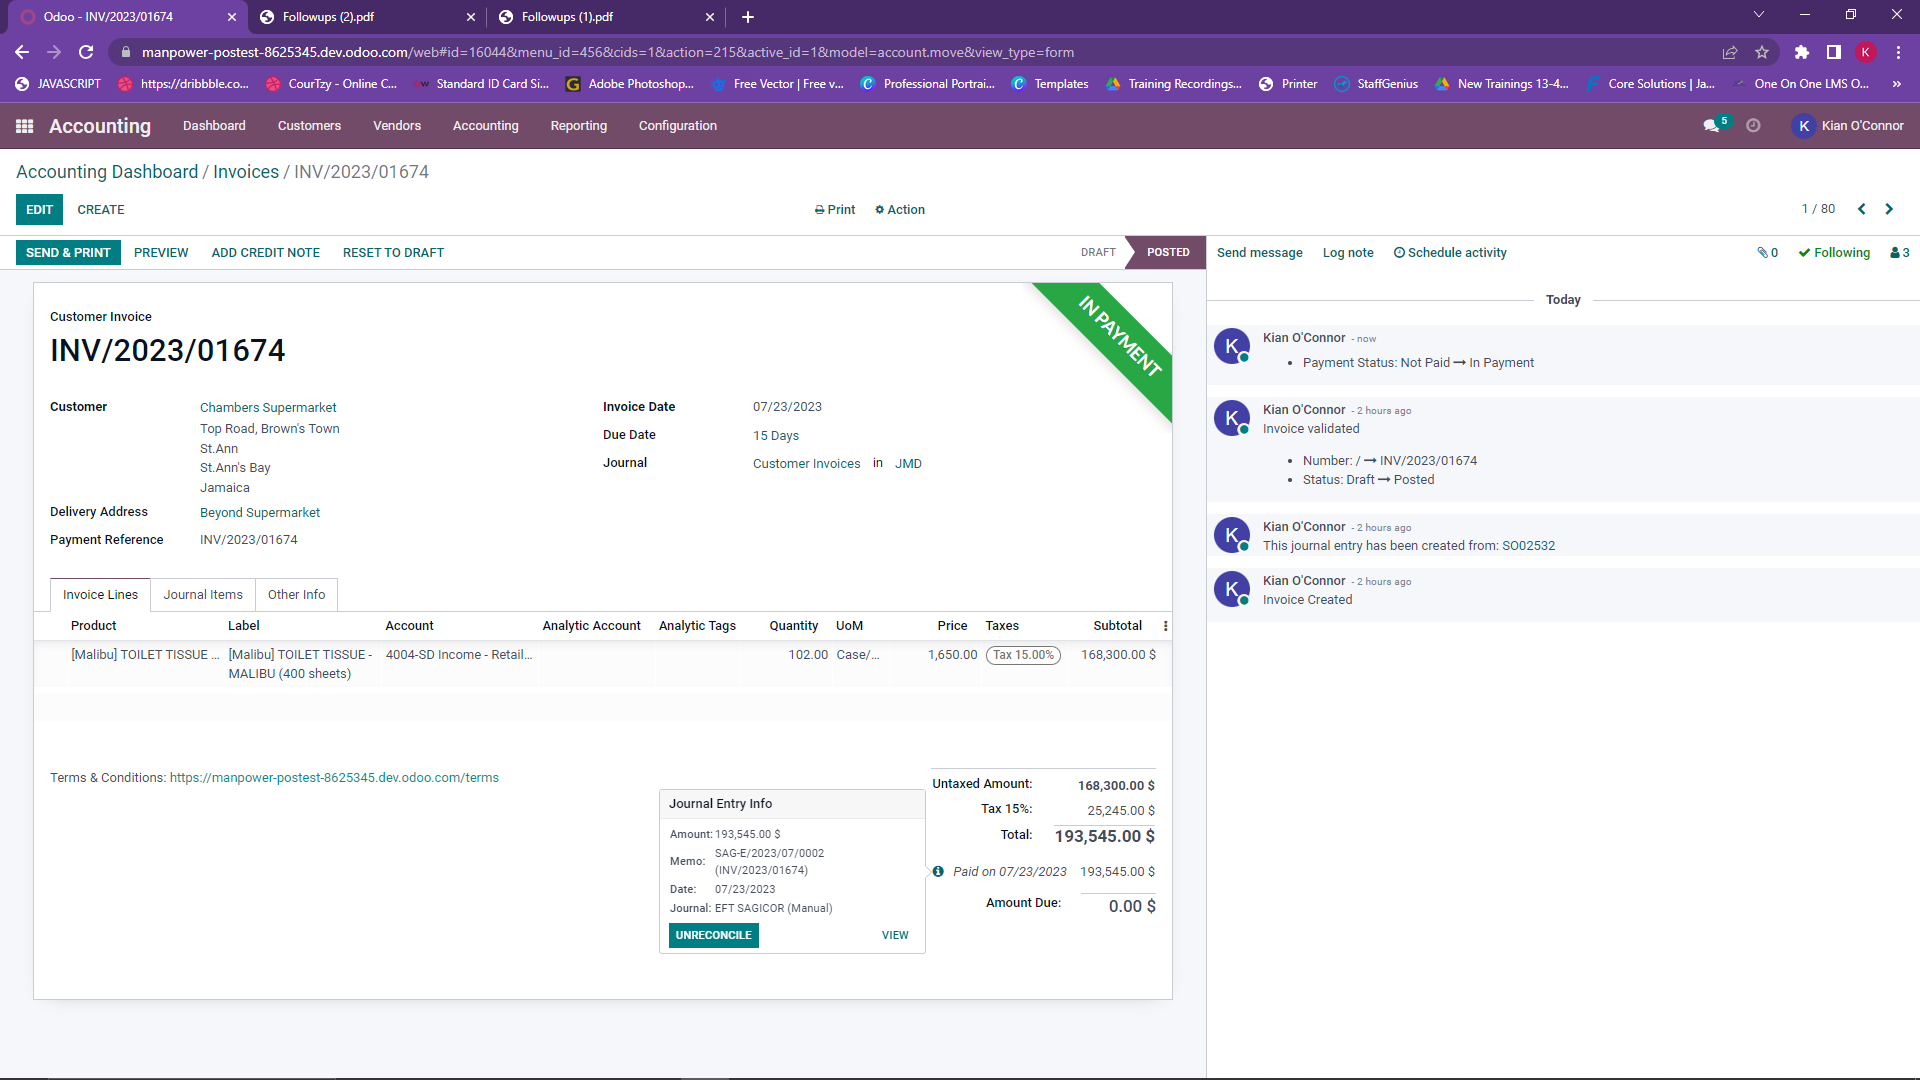 Odoo - INV/2023/01674
Followups (2).pdf
Followups (1).pdf
manpower-postest-8625345.dev.odoo.com/web#id=16044&menu_id=456&cids=1&action=215&active_id=1&model=account.move&view_type=form
K
JAVASCRIPT
https://dribbble.co...
CourTzy - Online C...
Standard ID Card Si...
Adobe Photoshop...
Free Vector | Free v...
Professional Portrai...
Templates
Training Recordings...
Printer
StaffGenius
New Trainings 13-4...
Core Solutions | Ja...
One On One LMS O...
»
Accounting Dashboard Customers Vendors Accounting Reporting Configuration
5
K Kian O'Connor
Accounting Dashboard / Invoices / INV/2023/01674
EDIT CREATE Print Action 1 / 80
SEND & PRINT PREVIEW ADD CREDIT NOTE RESET TO DRAFT DRAFT POSTED
Send message Log note Schedule activity 0 Following 3
IN PAYMENT
Customer Invoice
INV/2023/01674
Customer Chambers Supermarket
Top Road, Brown's Town
St.Ann
St.Ann's Bay
Jamaica
Delivery Address Beyond Supermarket
Payment Reference INV/2023/01674
Invoice Date 07/23/2023
Due Date 15 Days
Journal Customer Invoices in JMD
Invoice Lines Journal Items Other Info
Product Label Account Analytic Account Analytic Tags Quantity UoM Price Taxes Subtotal
[Malibu] TOILET TISSUE ... [Malibu] TOILET TISSUE - 4004-SD Income - Retail... 102.00 Case/... 1,650.00 Tax 15.00% 168,300.00 $
MALIBU (400 sheets)
Terms & Conditions: https://manpower-postest-8625345.dev.odoo.com/terms
Journal Entry Info
Amount: 193,545.00 $
Memo: SAG-E/2023/07/0002
(INV/2023/01674)
Date: 07/23/2023
Journal: EFT SAGICOR (Manual)
UNRECONCILE VIEW
Untaxed Amount: 168,300.00 $
Tax 15%: 25,245.00 $
Total: 193,545.00 $
Paid on 07/23/2023 193,545.00 $
Amount Due: 0.00 $
Today
K
Kian O'Connor - now
Payment Status: Not Paid → In Payment
K
Kian O'Connor - 2 hours ago
Invoice validated
Number: / → INV/2023/01674
Status: Draft → Posted
K
Kian O'Connor - 2 hours ago
This journal entry has been created from: SO02532
K
Kian O'Connor - 2 hours ago
Invoice Created